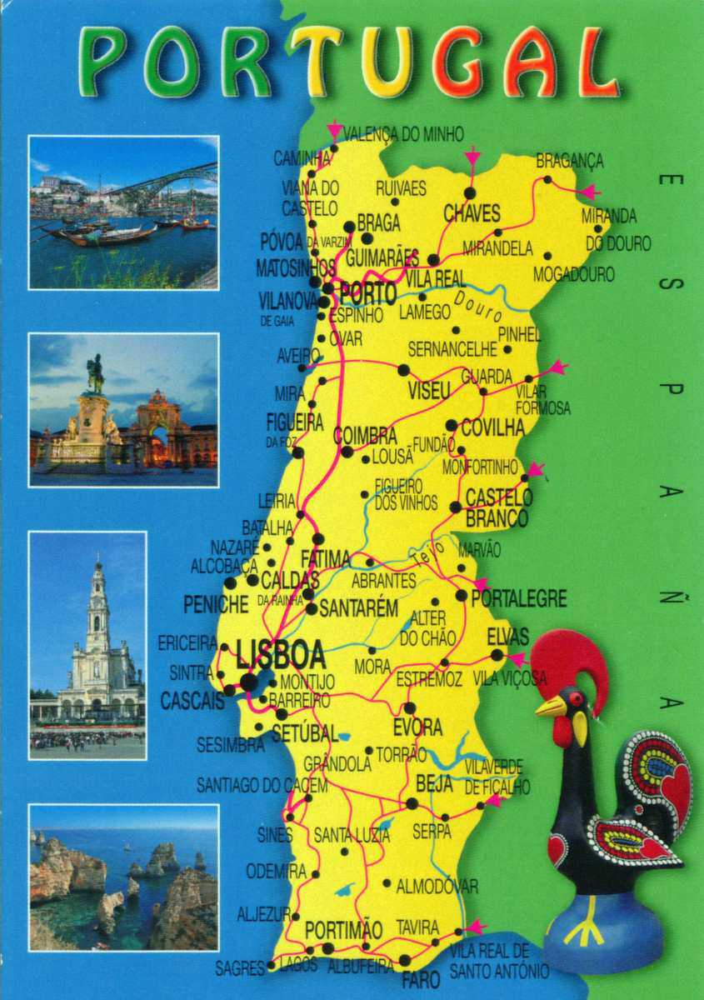 PORTUGAL
VALENÇA DO MINHO
CAMINHA
BRAGANÇA
VIANA DO
CASTELO
RUIVAES
CHAVES
MIRANDA
DO DOURO
BRAGA
PÓVOA DA VARZIM
GUIMARÃES
MIRANDELA
MATOSINHOS
VILA REAL
MOGADOURO
PORTO
VILANOVA
DE GAIA
LAMEGO
Douro
ESPINHO
OVAR
SERNANCELHE
PINHEL
AVEIRO
VISEU
GUARDA
VILAR
FORMOSA
MIRA
FIGUEIRA
DA FOZ
COIMBRA
LOUSÃ
FUNDÃO
COVILHA
MONFORTINHO
FIGUEIRO
DOS VINHOS
CASTELO
BRANCO
LEIRIA
BATALHA
NAZARÉ
ALCOBAÇA
FATIMA
Tejo
MARVÃO
ABRANTES
CALDAS
DA RAINHA
PENICHE
SANTARÉM
PORTALEGRE
ALTER
DO CHÃO
ERICEIRA
LISBOA
ELVAS
MORA
SINTRA
MONTIJO
ESTREMOZ
VILA VIÇOSA
CASCAIS
BARREIRO
SETÚBAL
EVORA
SESIMBRA
GRÂNDOLA
TORRÃO
VILAVERDE
DE FICALHO
SANTIAGO DO CACEM
BEJA
SINES
SANTA LUZIA
SERPA
ODEMIRA
ALMODÓVAR
ALJEZUR
PORTIMÃO
TAVIRA
SAGRES
LAGOS
ALBUFEIRA
FARO
VILA REAL DE
SANTO ANTÓNIO
ESPAÑA